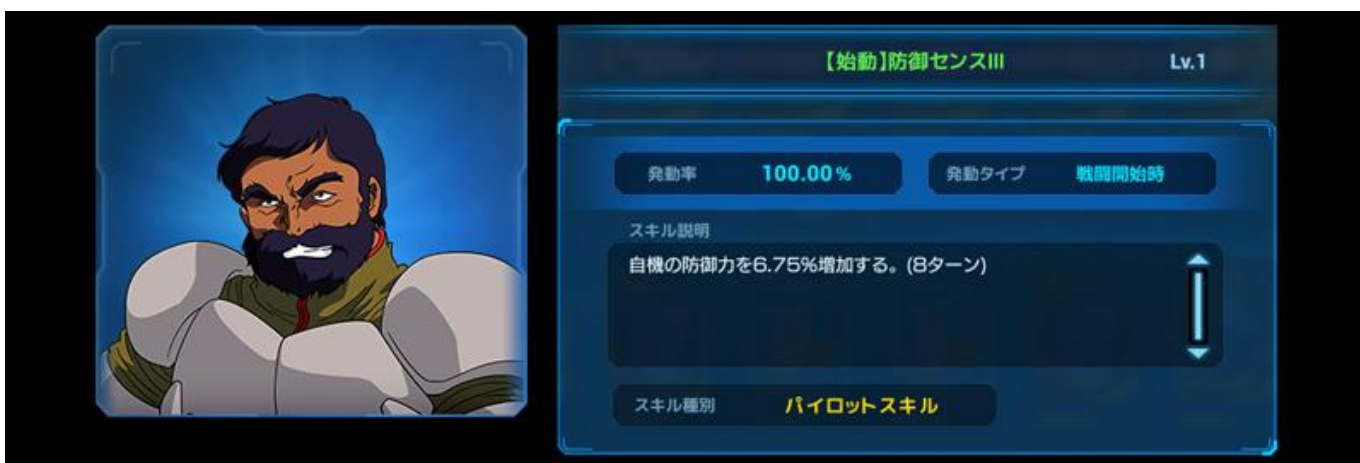 【始動】防御センスIII Lv.1
発動率 100.00% 発動タイプ 戦闘開始時
スキル説明
自機の防御力を6.75%増加する。(8ターン)
スキル種別 パイロットスキル